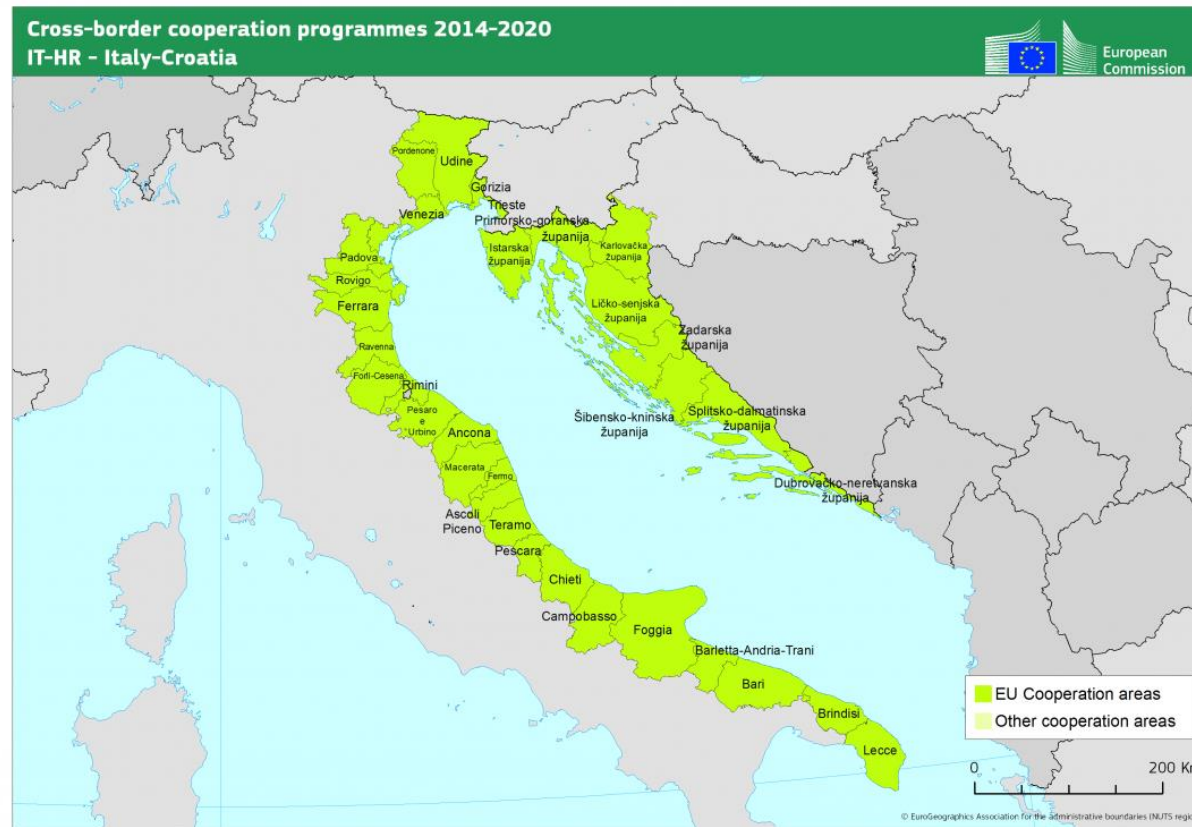 Cross-border cooperation programmes 2014-2020
IT-HR - Italy-Croatia
European
Commission
Pordenone
Udine
Gorizia
Trieste
Venezia
Primorsko-goranska
županija
Istarska
županija
Karlovačka
županija
Padova
Rovigo
Ferrara
Ličko-senjska
županija
Zadarska
županija
Ravenna
Forlì-Cesena
Rimini
Pesaro
e
Urbino
Ancona
Šibensko-kninska
županija
Splitsko-dalmatinska
županija
Macerata
Fermo
Dubrovačko-neretvanska
županija
Ascoli
Piceno
Teramo
Pescara
Chieti
Campobasso
Foggia
Barletta-Andria-Trani
Bari
Brindisi
Lecce
EU Cooperation areas
Other cooperation areas
0
200 Km
© EuroGeographics Association for the administrative boundaries (NUTS regio